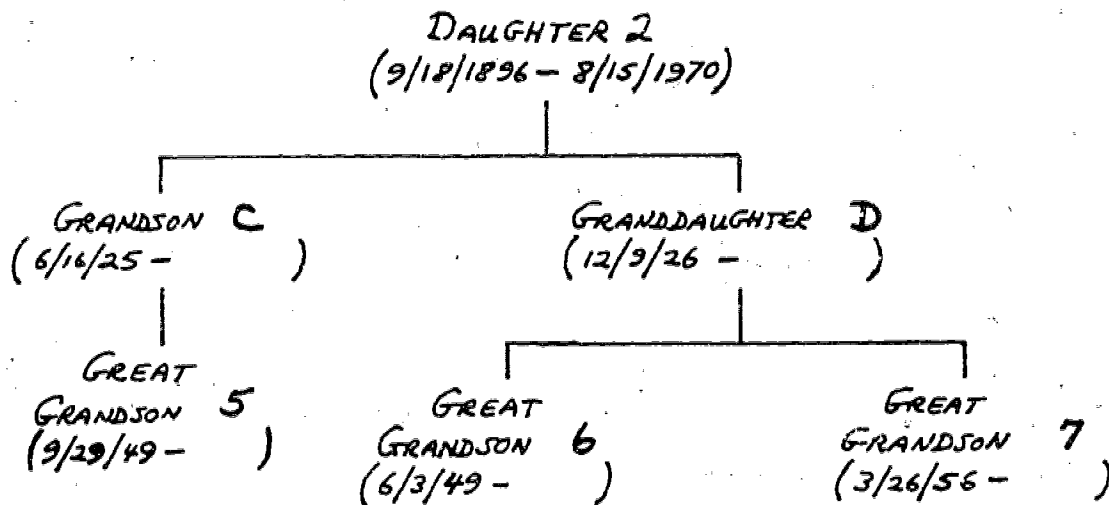 DAUGHTER 2
(9/18/1896 - 8/15/1970)
GRANDSON C
(6/16/25 - )
GRANDDAUGHTER D
(12/9/26 - )
GREAT
GRANDSON 5
(9/29/49 - )
GREAT
GRANDSON 6
(6/3/49 - )
GREAT
GRANDSON 7
(3/26/56 - )